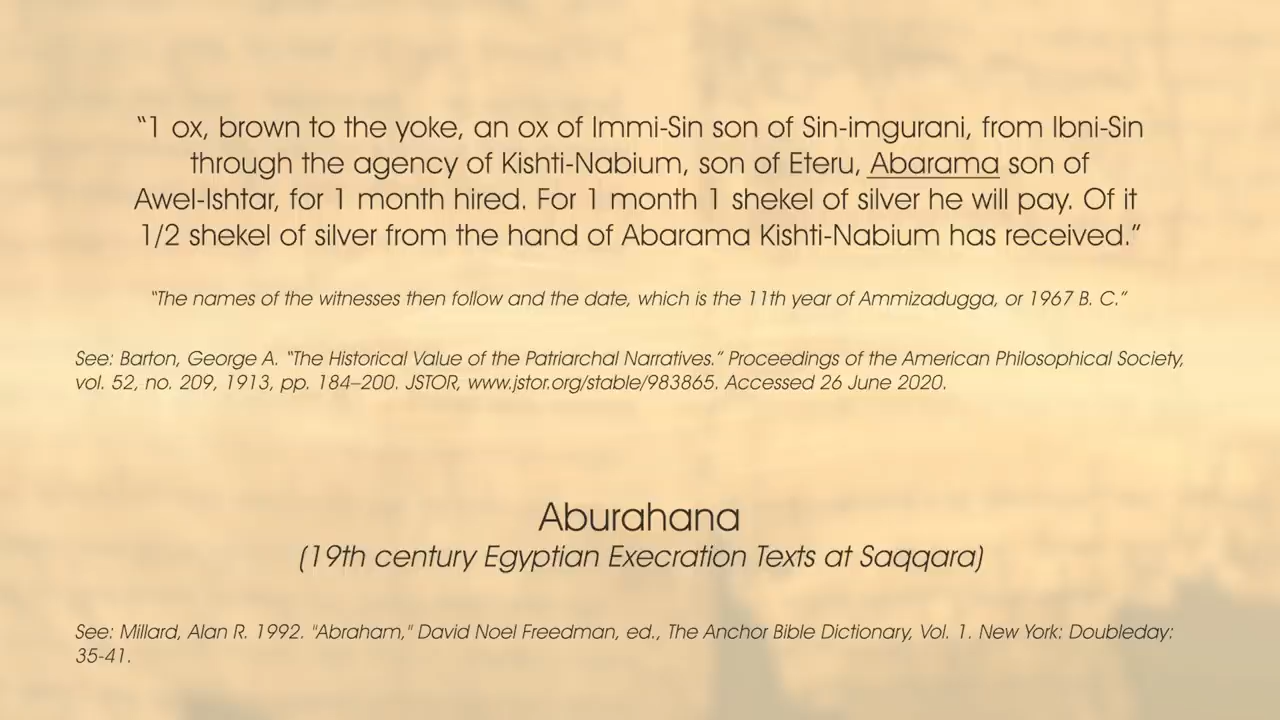 “1 ox, brown to the yoke, an ox of Immi-Sin son of Sin-imgurani, from Ibni-Sin
through the agency of Kishti-Nabium, son of Eteru, Abarama son of
Awel-Ishtar, for 1 month hired. For 1 month 1 shekel of silver he will pay. Of it
1/2 shekel of silver from the hand of Abarama Kishti-Nabium has received.”
“The names of the witnesses then follow and the date, which is the 11th year of Ammizadugga, or 1967 B. C.”
See: Barton, George A. “The Historical Value of the Patriarchal Narratives.” Proceedings of the American Philosophical Society,
vol. 52, no. 209, 1913, pp. 184–200. JSTOR, www.jstor.org/stable/983865. Accessed 26 June 2020.
Aburahana
(19th century Egyptian Execration Texts at Saqqara)
See: Millard, Alan R. 1992. "Abraham," David Noel Freedman, ed., The Anchor Bible Dictionary, Vol. 1. New York: Doubleday:
35-41.